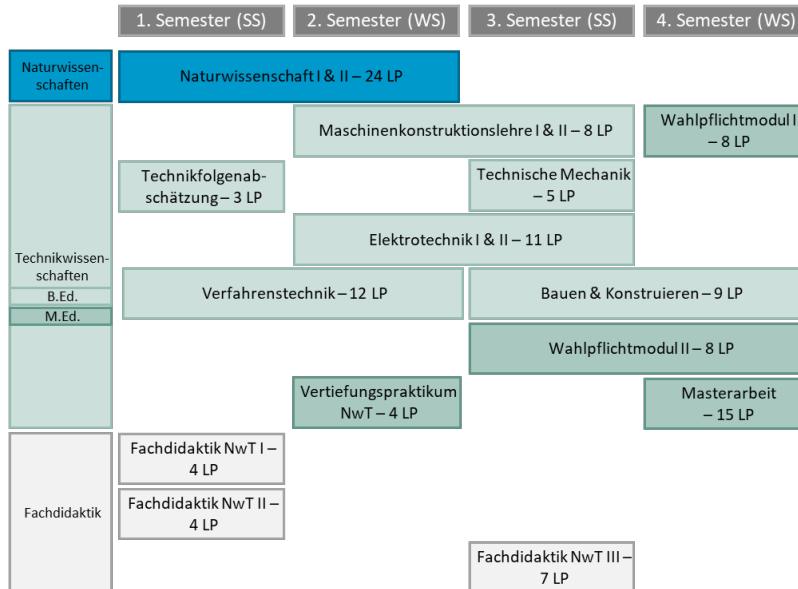 1. Semester (SS)
2. Semester (WS)
3. Semester (SS)
4. Semester (WS)
Naturwissen-
schaften
Naturwissenschaft I & II – 24 LP
Maschinenkonstruktionslehre I & II – 8 LP
Wahlpflichtmodul I
– 8 LP
Technikfolgenab-
schätzung – 3 LP
Technische Mechanik
– 5 LP
Elektrotechnik I & II – 11 LP
Technikwissen-
schaften
B.Ed.
M.Ed.
Verfahrenstechnik – 12 LP
Bauen & Konstruieren – 9 LP
Wahlpflichtmodul II – 8 LP
Vertiefungspraktikum
NwT – 4 LP
Masterarbeit
– 15 LP
Fachdidaktik
Fachdidaktik NwT I –
4 LP
Fachdidaktik NwT II –
4 LP
Fachdidaktik NwT III –
7 LP